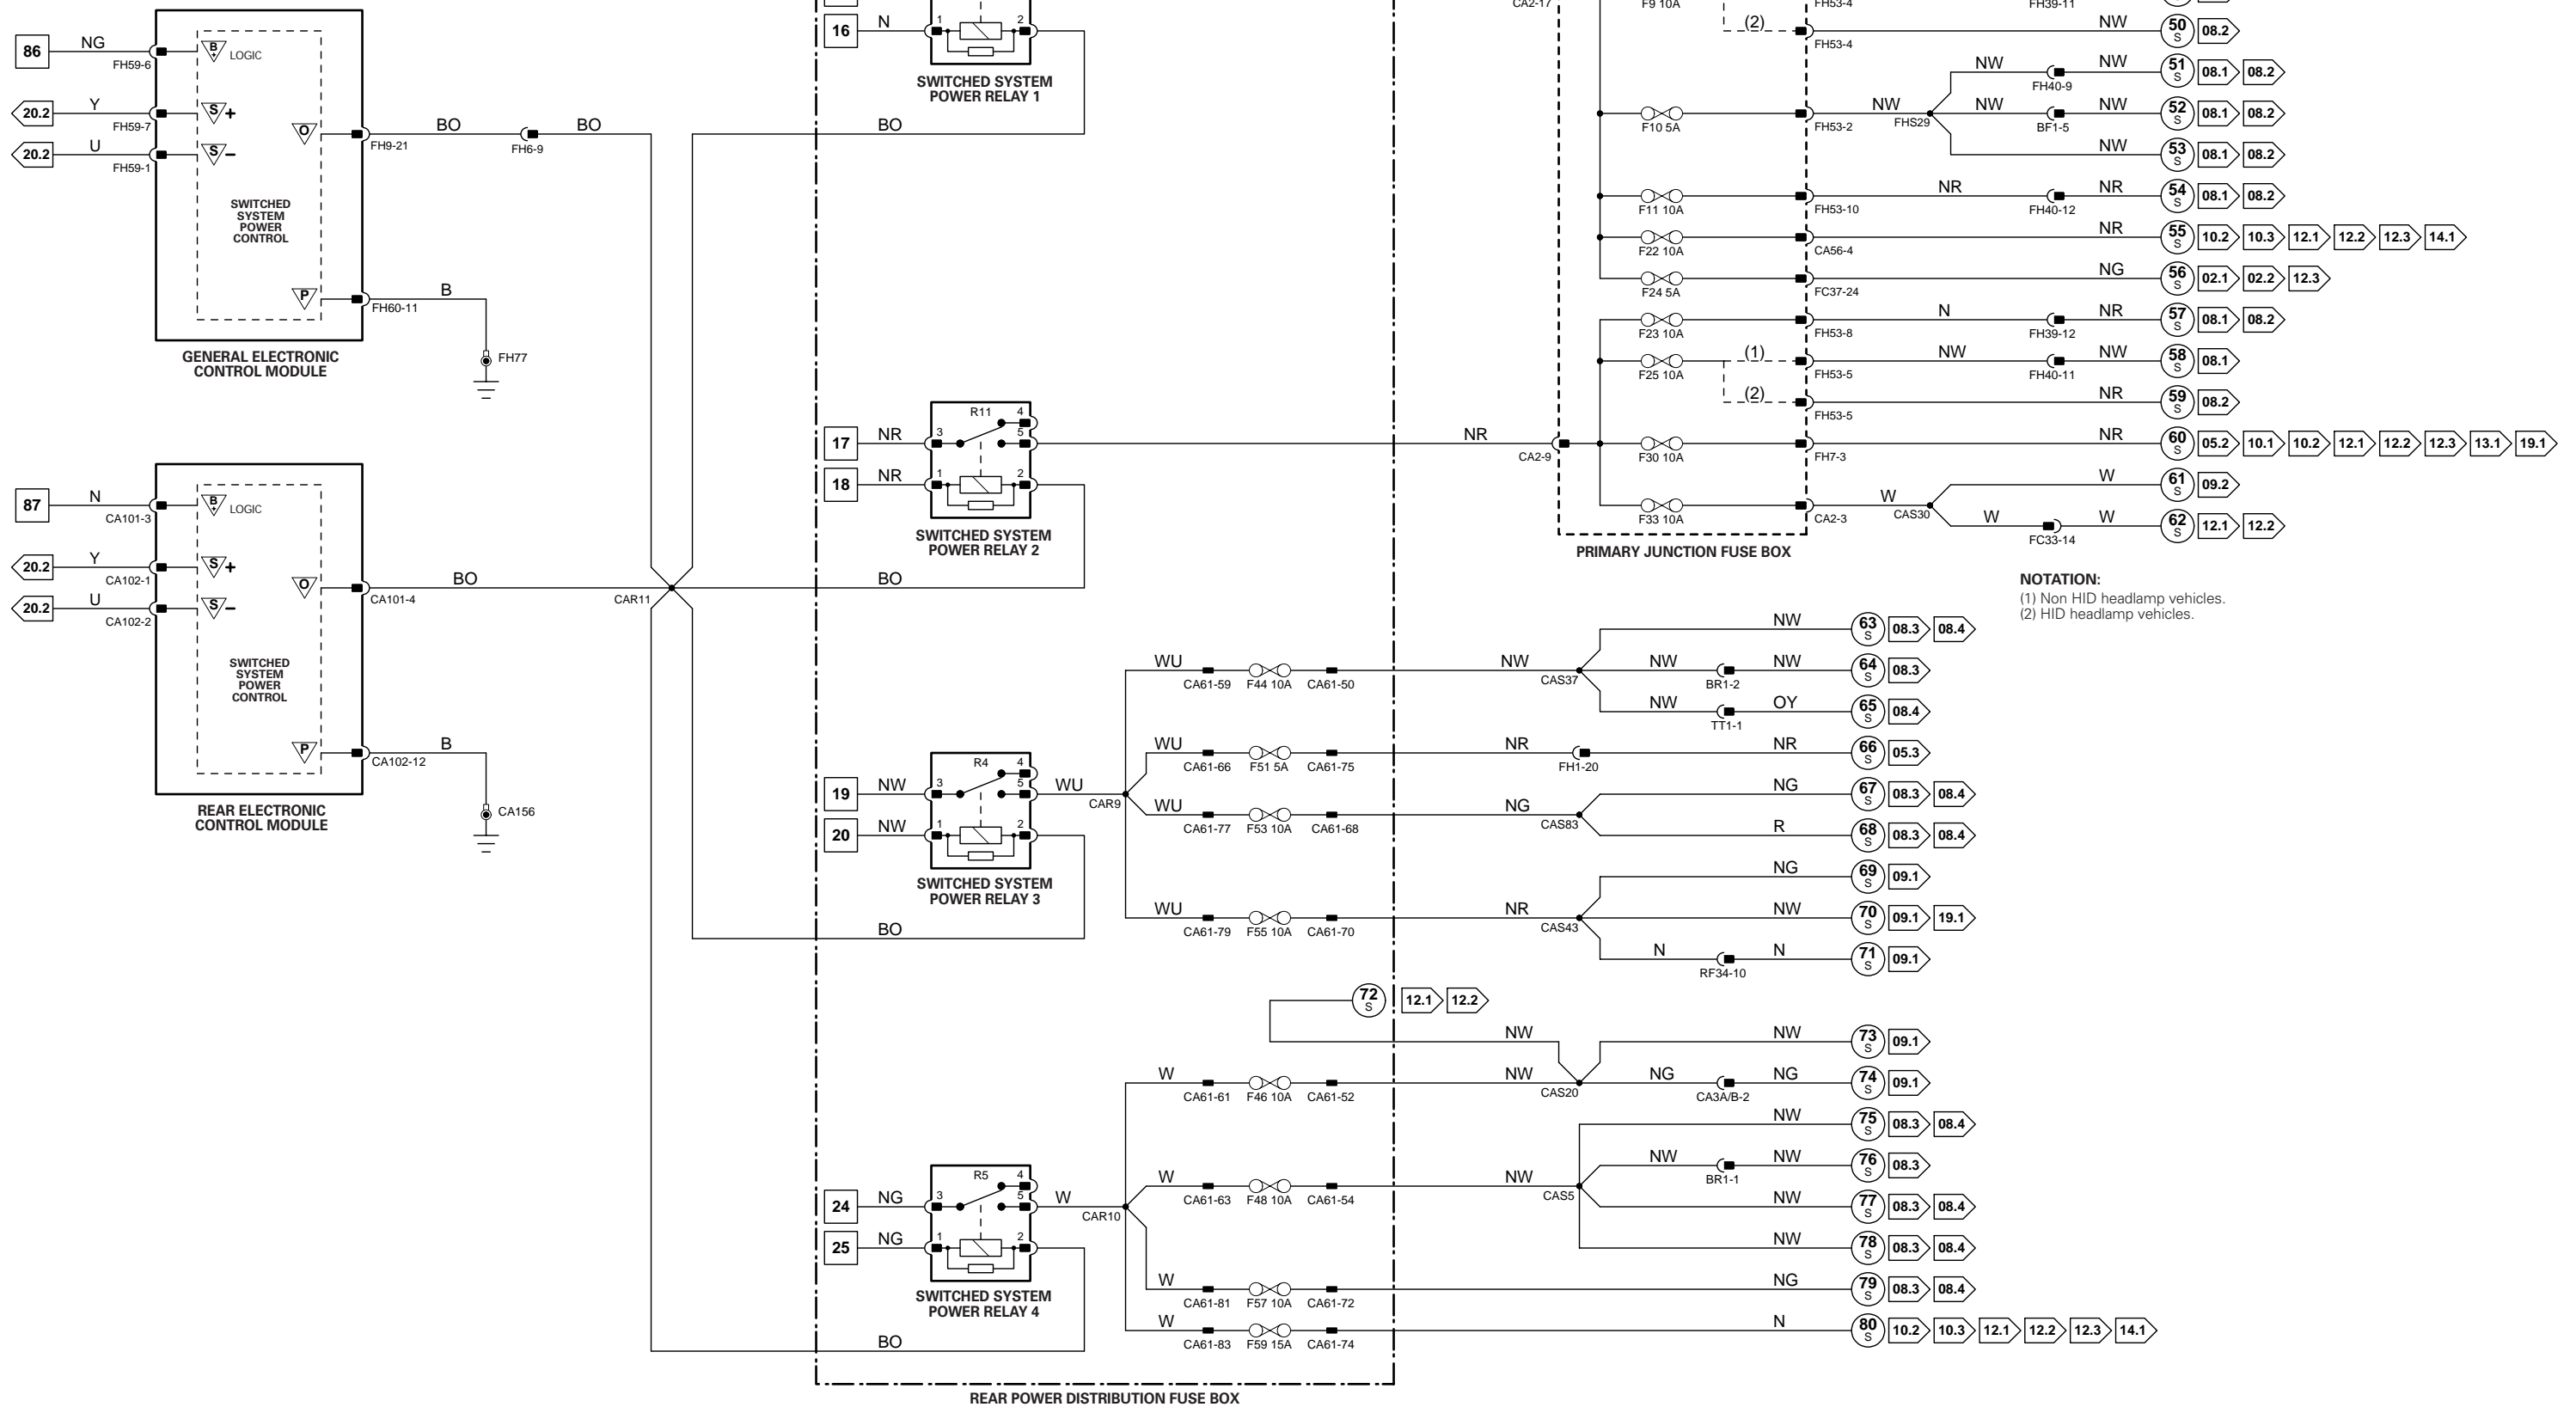 86
NG
FH59-6
B+
LOGIC
20.2
Y
FH59-7
S+
20.2
U
FH59-1
S−
O
BO
FH9-21
BO
FH6-9
SWITCHED
SYSTEM
POWER
CONTROL
P
B
FH60-11
FH77
GENERAL ELECTRONIC
CONTROL MODULE
87
N
CA101-3
B+
LOGIC
20.2
Y
CA102-1
S+
20.2
U
CA102-2
S−
O
BO
CA101-4
CAR11
SWITCHED
SYSTEM
POWER
CONTROL
P
B
CA102-12
CA156
REAR ELECTRONIC
CONTROL MODULE
16
N
1
2
SWITCHED SYSTEM
POWER RELAY 1
BO
17
NR
R11
3
4
5
18
NR
1
2
SWITCHED SYSTEM
POWER RELAY 2
BO
NR
CA2-9
19
NW
R4
3
4
5
20
NW
1
2
SWITCHED SYSTEM
POWER RELAY 3
BO
WU
CAR9
24
NG
R5
3
4
5
25
NG
1
2
SWITCHED SYSTEM
POWER RELAY 4
BO
W
CAR10
REAR POWER DISTRIBUTION FUSE BOX
CA2-17
F9 10A
FH53-4
FH39-11
(2)
FH53-4
NW
50 S
08.2
NW
FH40-9
NW
51 S
08.1
08.2
F10 5A
FH53-2
NW
FHS29
NW
BF1-5
NW
52 S
08.1
08.2
NW
53 S
08.1
08.2
F11 10A
FH53-10
NR
FH40-12
NR
54 S
08.1
08.2
F22 10A
CA56-4
NR
55 S
10.2
10.3
12.1
12.2
12.3
14.1
F24 5A
FC37-24
NG
56 S
02.1
02.2
12.3
F23 10A
FH53-8
N
FH39-12
NR
57 S
08.1
08.2
F25 10A
(1)
FH53-5
NW
FH40-11
NW
58 S
08.1
(2)
FH53-5
NR
59 S
08.2
F30 10A
FH7-3
NR
60 S
05.2
10.1
10.2
12.1
12.2
12.3
13.1
19.1
F33 10A
CA2-3
W
CAS30
W
61 S
09.2
W
FC33-14
W
62 S
12.1
12.2
PRIMARY JUNCTION FUSE BOX
NOTATION:
(1) Non HID headlamp vehicles.
(2) HID headlamp vehicles.
NW
63 S
08.3
08.4
WU
CA61-59
F44 10A
CA61-50
NW
CAS37
NW
BR1-2
NW
64 S
08.3
NW
TT1-1
OY
65 S
08.4
WU
CA61-66
F51 5A
CA61-75
NR
FH1-20
NR
66 S
05.3
NG
67 S
08.3
08.4
WU
CA61-77
F53 10A
CA61-68
NG
CAS83
R
68 S
08.3
08.4
NG
69 S
09.1
WU
CA61-79
F55 10A
CA61-70
NR
CAS43
NW
70 S
09.1
19.1
N
RF34-10
N
71 S
09.1
72 S
12.1
12.2
NW
NW
73 S
09.1
W
CA61-61
F46 10A
CA61-52
NW
CAS20
NG
CA3A/B-2
NG
74 S
09.1
NW
75 S
08.3
08.4
NW
BR1-1
NW
76 S
08.3
W
CA61-63
F48 10A
CA61-54
NW
CAS5
NW
77 S
08.3
08.4
NW
78 S
08.3
08.4
W
CA61-81
F57 10A
CA61-72
NG
79 S
08.3
08.4
W
CA61-83
F59 15A
CA61-74
N
80 S
10.2
10.3
12.1
12.2
12.3
14.1